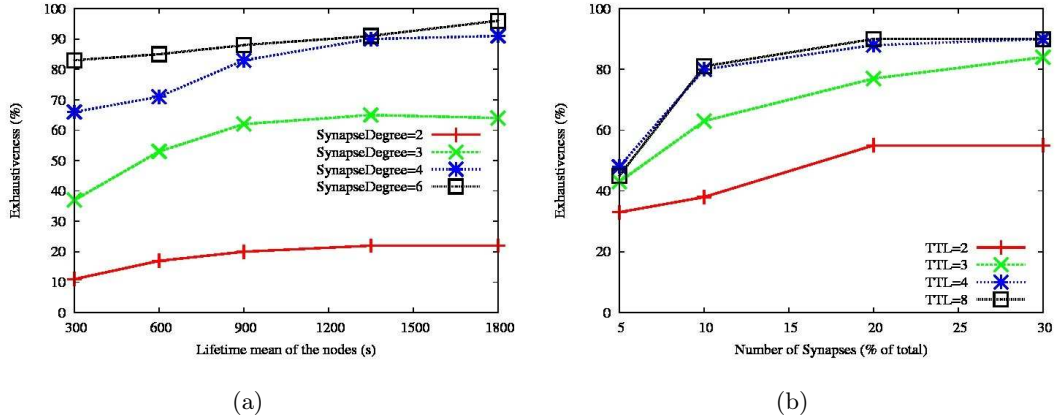 100
90
80
70
60
50
40
30
20
10
0
Exhaustiveness (%)
SynapseDegree=2
SynapseDegree=3
SynapseDegree=4
SynapseDegree=6
300 600 900 1200 1500 1800
Lifetime mean of the nodes (s)
(a)
100
80
60
40
20
0
Exhaustiveness (%)
TTL=2
TTL=3
TTL=4
TTL=8
5 10 15 20 25 30
Number of Synapses (% of total)
(b)